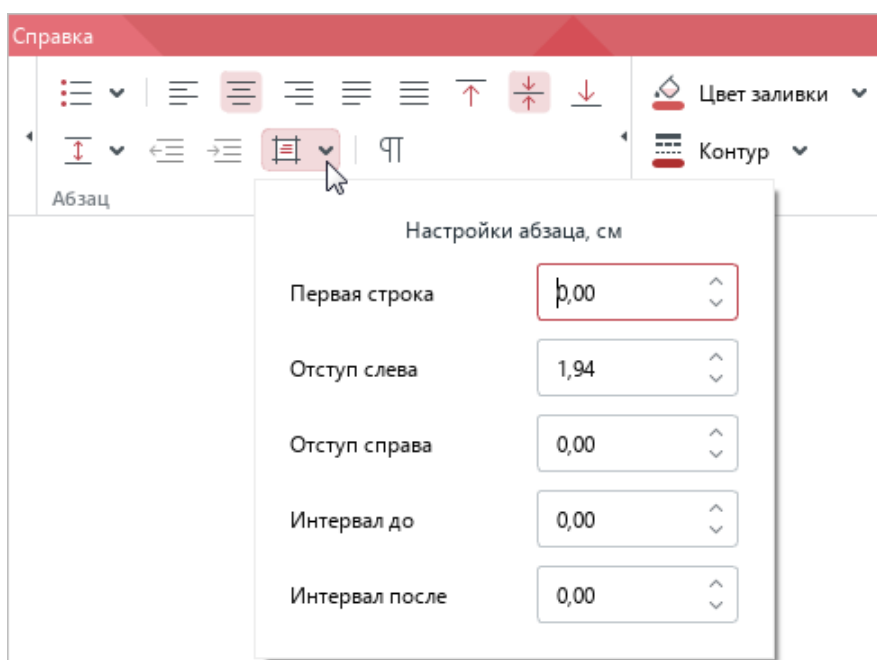 Справка
Цвет заливки
Контур
Абзац
Настройки абзаца, см
Первая строка 0,00
Отступ слева 1,94
Отступ справа 0,00
Интервал до 0,00
Интервал после 0,00